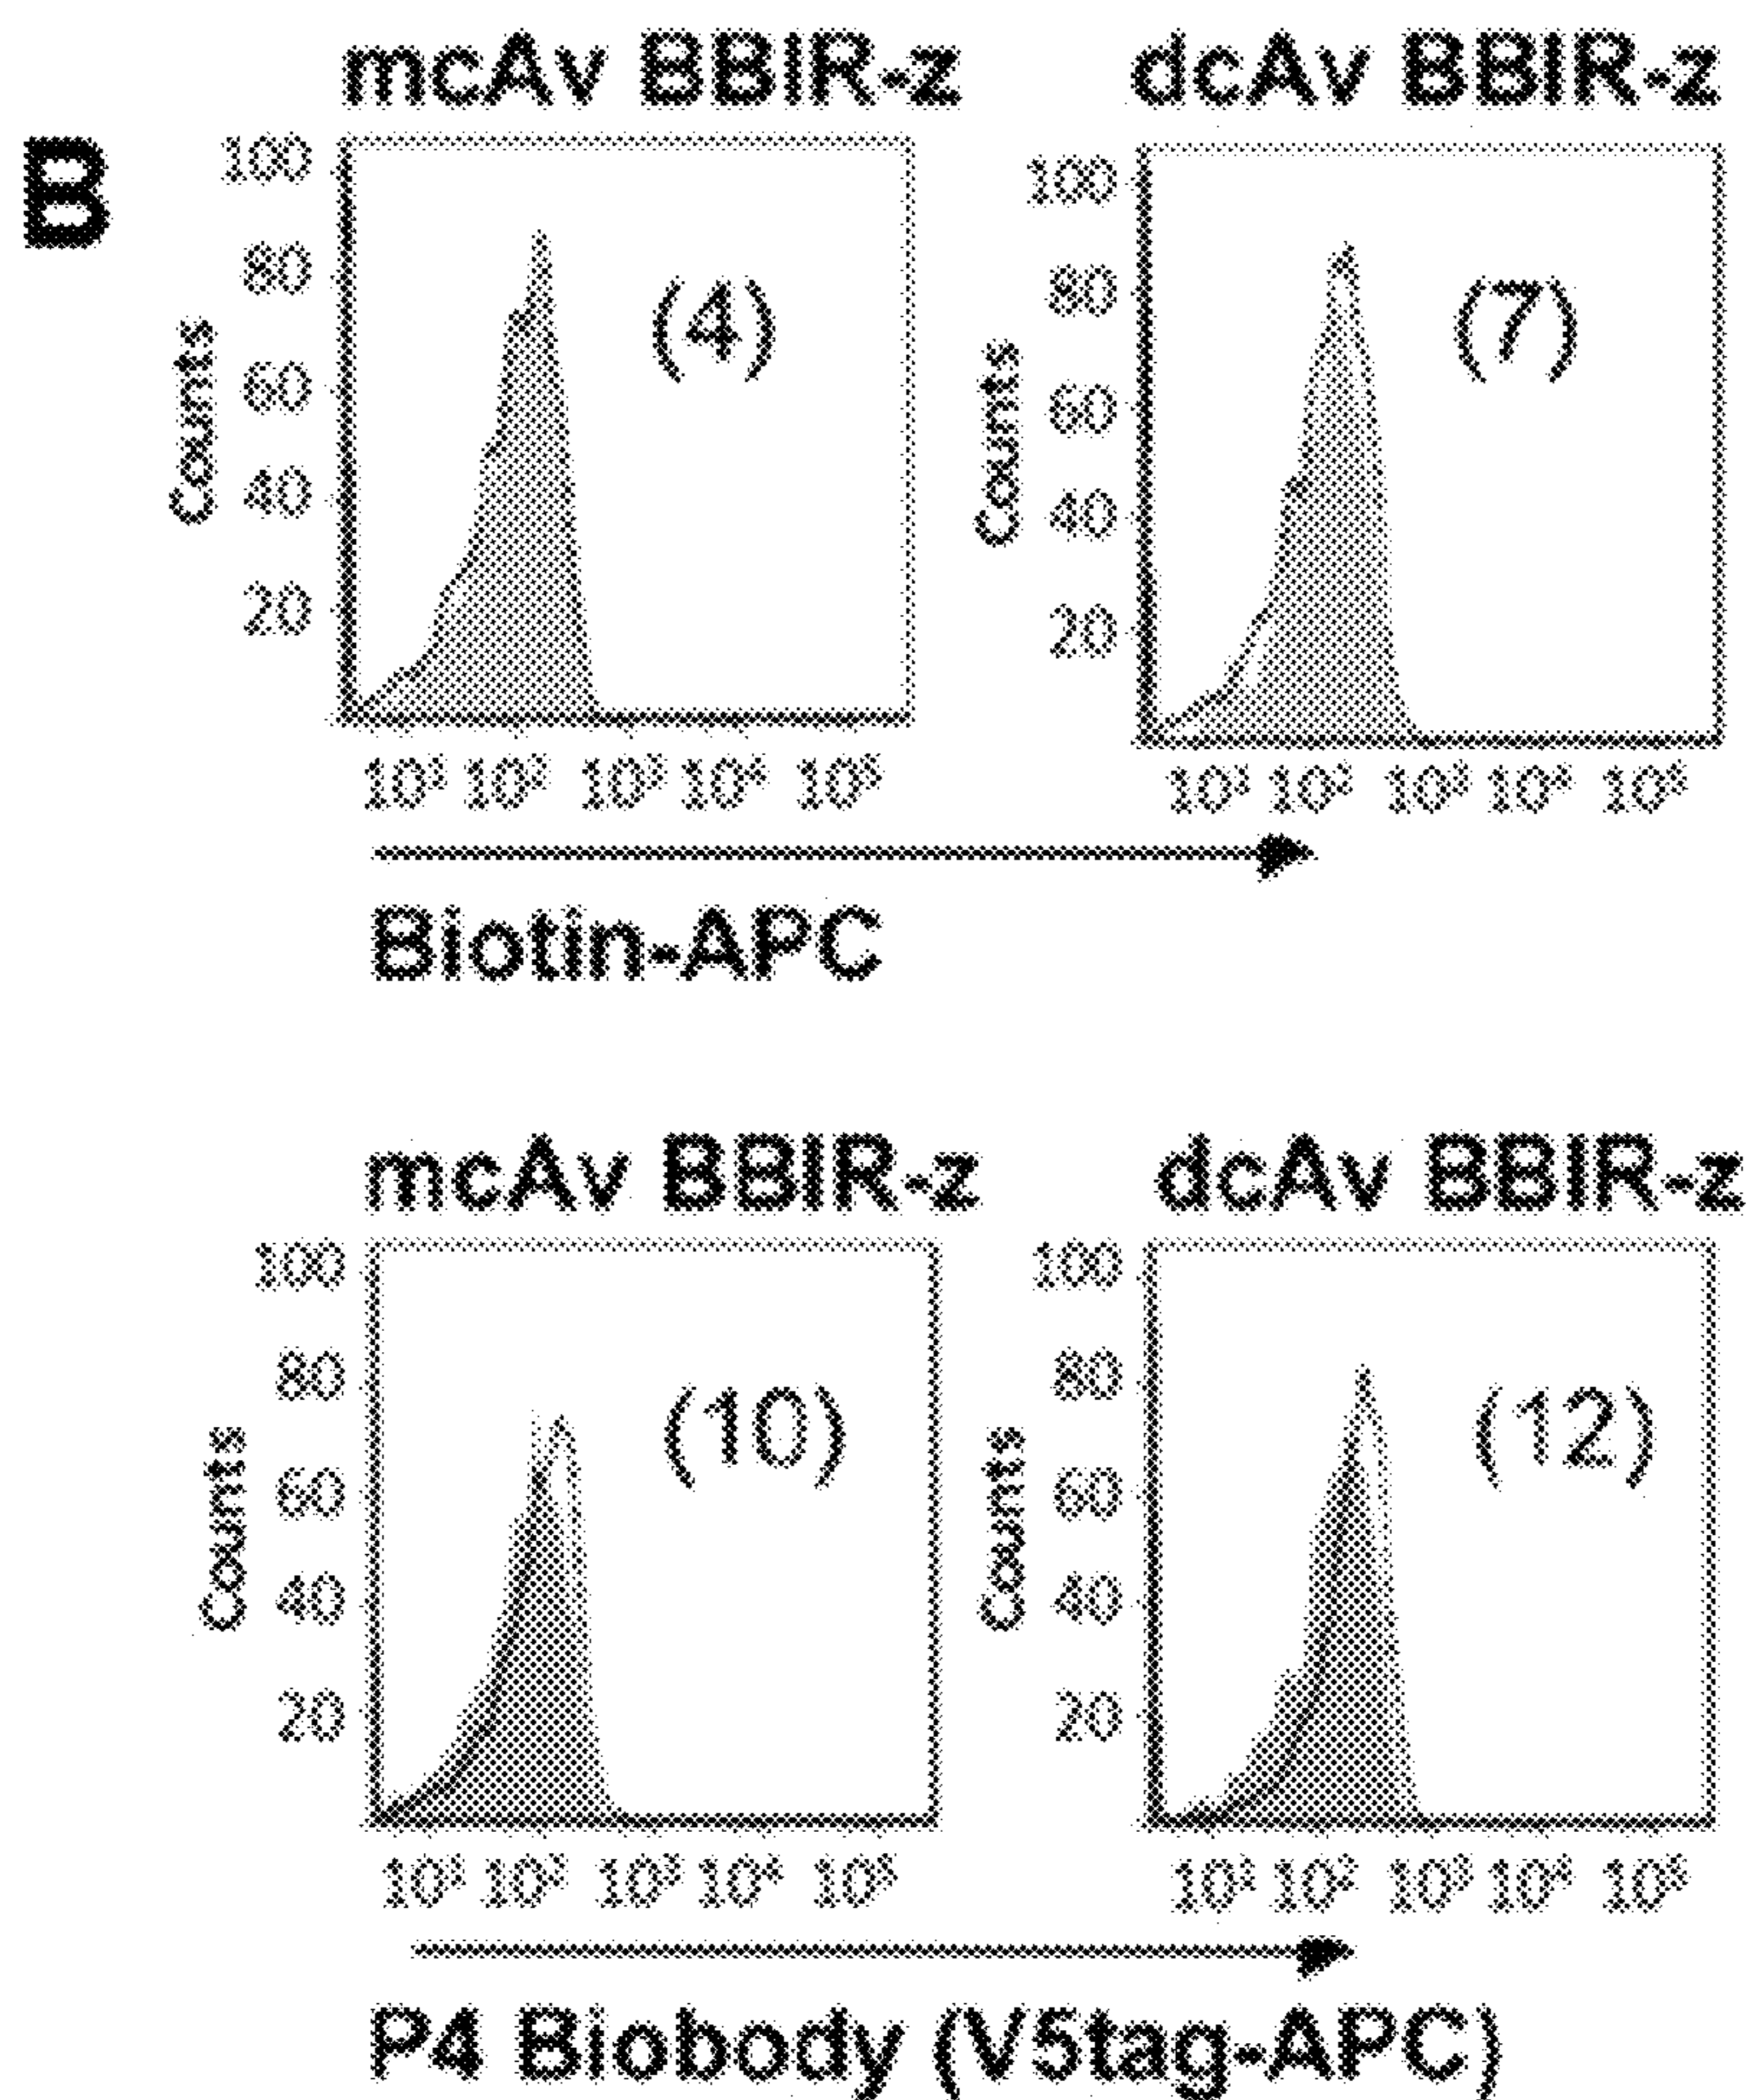 B
mcAv BBIR-z
dcAv BBIR-z
Counts
100
80
60
40
20
(4)
10¹ 10² 10³ 10⁴ 10⁵
Counts
100
80
60
40
20
(7)
10¹ 10² 10³ 10⁴ 10⁵
Biotin-APC
mcAv BBIR-z
dcAv BBIR-z
Counts
100
80
60
40
20
(10)
10¹ 10² 10³ 10⁴ 10⁵
Counts
100
80
60
40
20
(12)
10¹ 10² 10³ 10⁴ 10⁵
P4 Biobody (V5tag-APC)